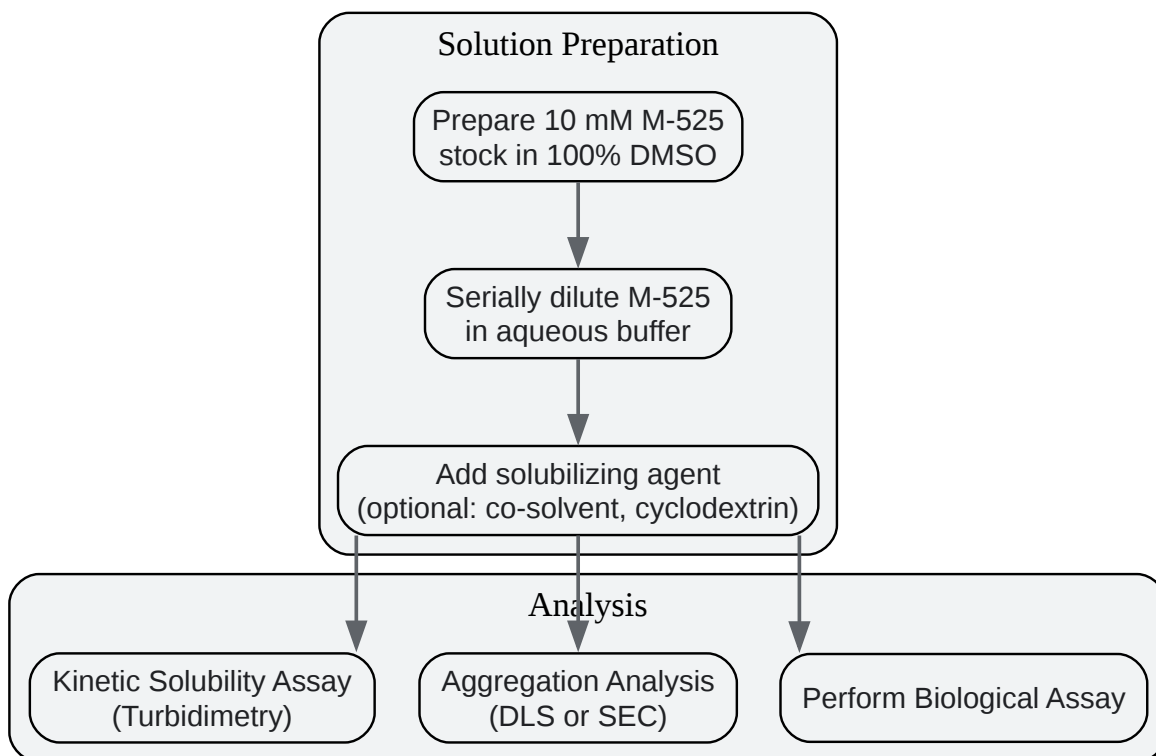 Solution Preparation
Prepare 10 mM M-525
stock in 100% DMSO
Serially dilute M-525
in aqueous buffer
Add solubilizing agent
(optional: co-solvent, cyclodextrin)
Analysis
Kinetic Solubility Assay
(Turbidimetry)
Aggregation Analysis
(DLS or SEC)
Perform Biological Assay